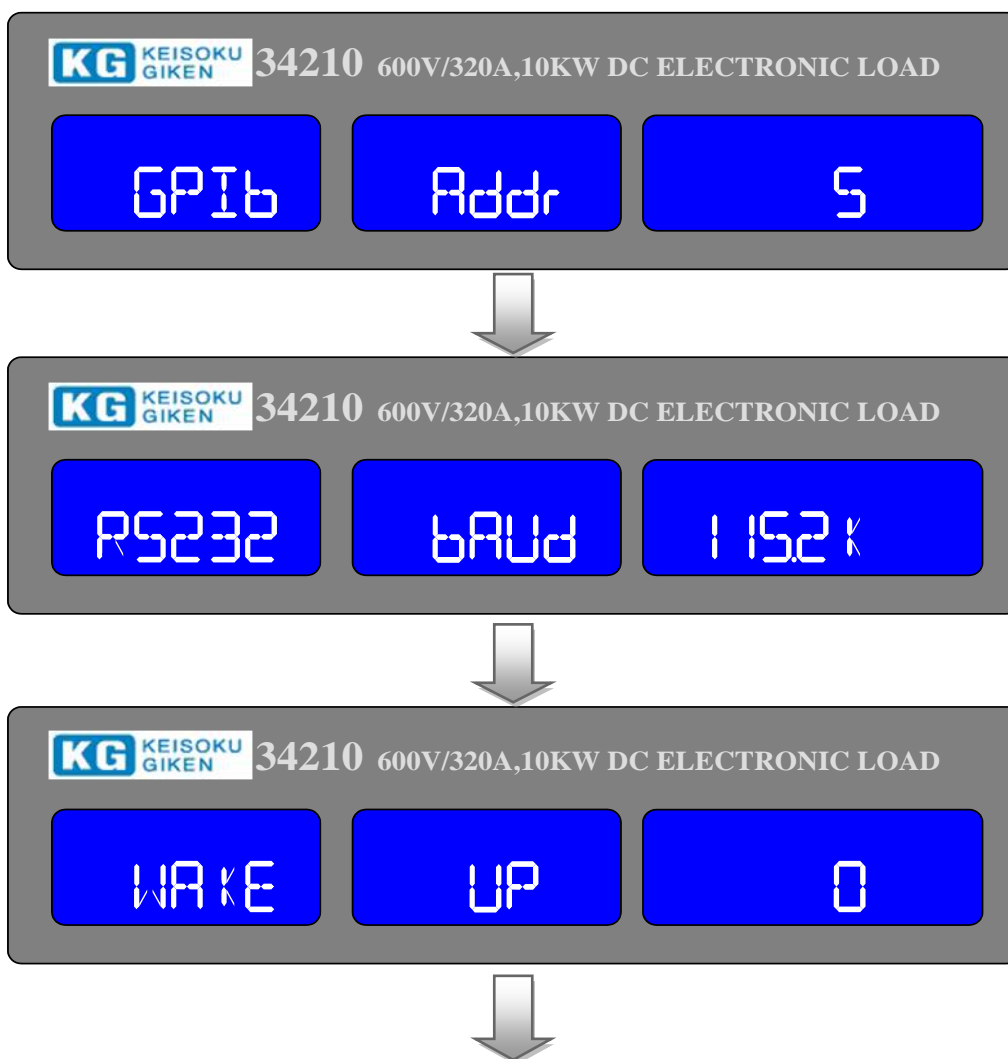 KG KEISOKU GIKEN 34210 600V/320A,10KW DC ELECTRONIC LOAD
GPIb Addr 5
KG KEISOKU GIKEN 34210 600V/320A,10KW DC ELECTRONIC LOAD
RS232 bAUd 115.2K
KG KEISOKU GIKEN 34210 600V/320A,10KW DC ELECTRONIC LOAD
WAKE UP 0